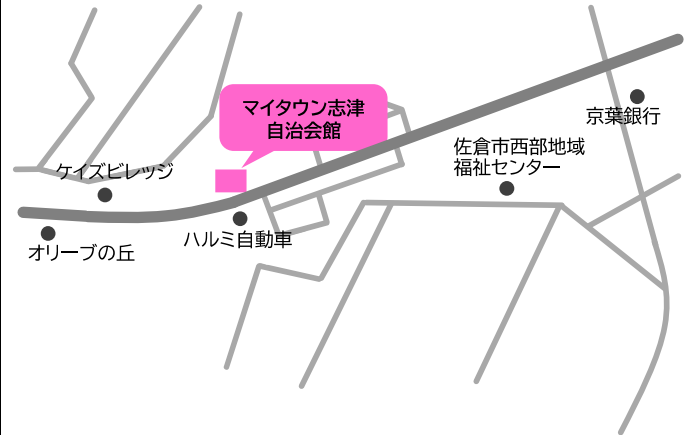 マイタウン志津
自治会館
京葉銀行
佐倉市西部地域
福祉センター
ケイズビレッジ
ハルミ自動車
オリーブの丘